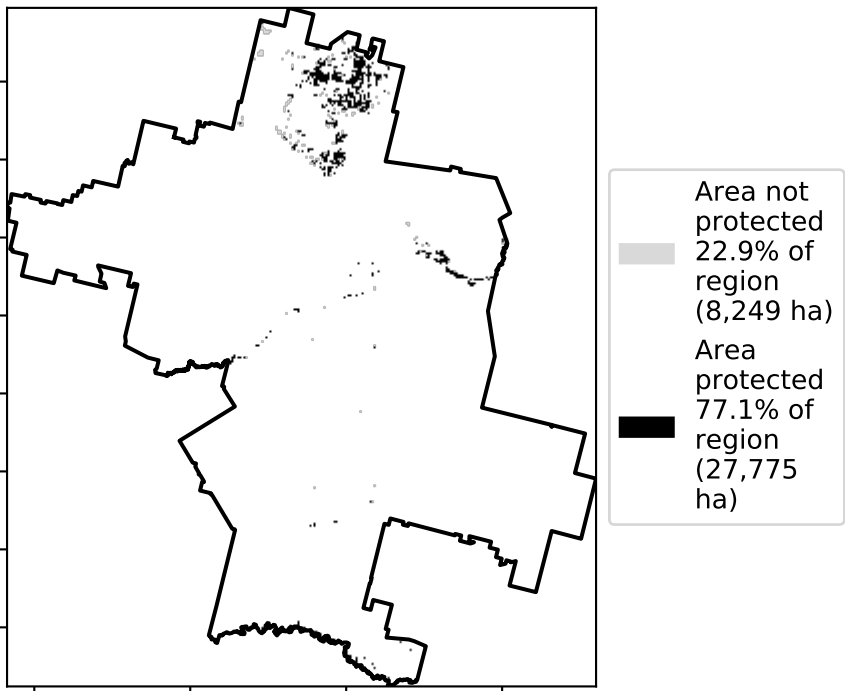 Area not
protected
22.9% of
region
(8,249 ha)
Area
protected
77.1% of
region
(27,775
ha)